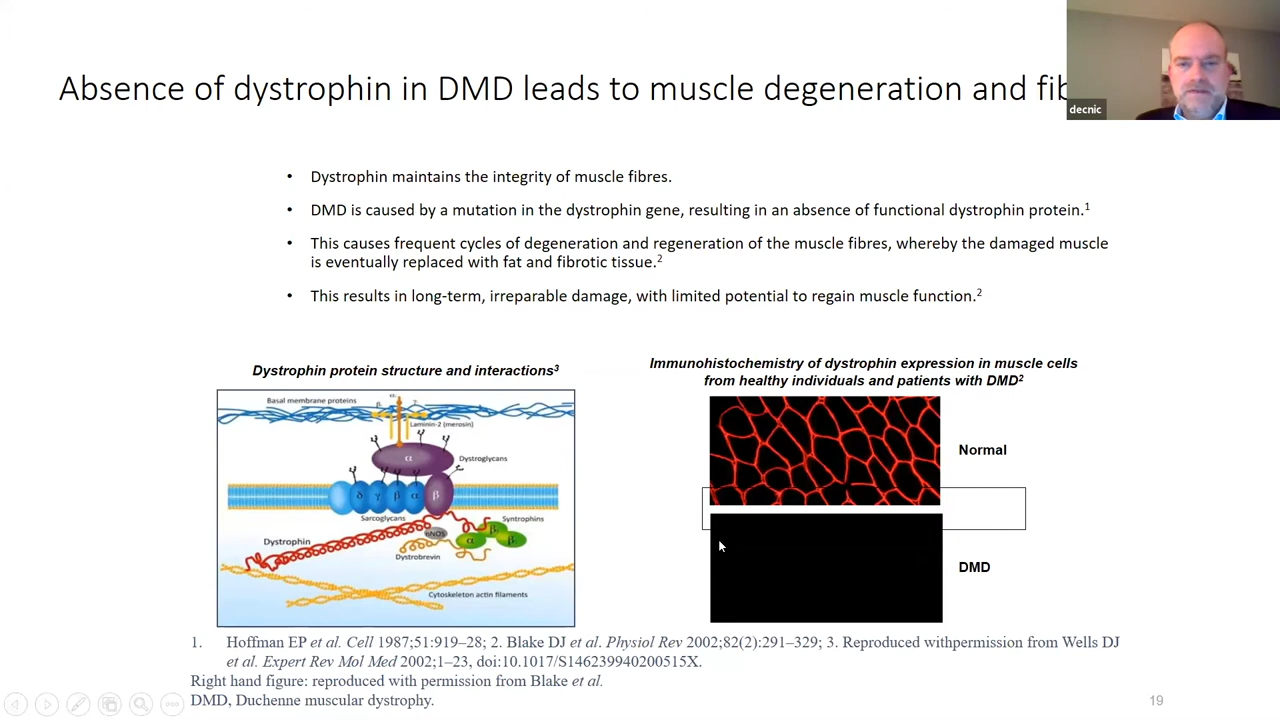 Absence of dystrophin in DMD leads to muscle degeneration and fib
decnic
• Dystrophin maintains the integrity of muscle fibres.
• DMD is caused by a mutation in the dystrophin gene, resulting in an absence of functional dystrophin protein.1
• This causes frequent cycles of degeneration and regeneration of the muscle fibres, whereby the damaged muscle
is eventually replaced with fat and fibrotic tissue.2
• This results in long-term, irreparable damage, with limited potential to regain muscle function.2
Dystrophin protein structure and interactions3
Basal membrane proteins
Laminin-2 (merosin)
α
Dystroglycans
δ γ β α β
Sarcoglycans
Syntrophins
Dystrophin
nNOS
α
Dystrobrevin
Cytoskeleton actin filaments
Immunohistochemistry of dystrophin expression in muscle cells
from healthy individuals and patients with DMD2
Normal
DMD
1. Hoffman EP et al. Cell 1987;51:919–28; 2. Blake DJ et al. Physiol Rev 2002;82(2):291–329; 3. Reproduced withpermission from Wells DJ
et al. Expert Rev Mol Med 2002;1–23, doi:10.1017/S146239940200515X.
Right hand figure: reproduced with permission from Blake et al.
DMD, Duchenne muscular dystrophy.
19